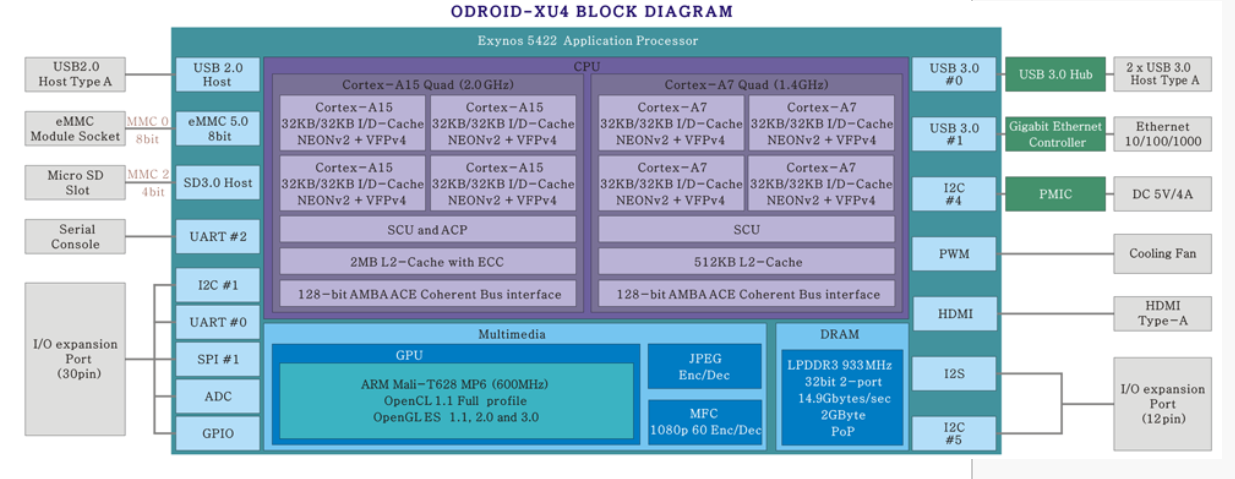 ODROID-XU4 BLOCK DIAGRAM
Exynos 5422 Application Processor
USB2.0
Host Type A
USB 2.0
Host
eMMC
Module Socket
MMC 0
8bit
eMMC 5.0
8bit
Micro SD
Slot
MMC 2
4bit
SD3.0 Host
Serial
Console
UART #2
I/O expansion
Port
(30pin)
I2C #1
UART #0
SPI #1
ADC
GPIO
CPU
Cortex-A15 Quad (2.0GHz)
Cortex-A15
32KB/32KB I/D-Cache
NEONv2 + VFPv4
Cortex-A15
32KB/32KB I/D-Cache
NEONv2 + VFPv4
Cortex-A15
32KB/32KB I/D-Cache
NEONv2 + VFPv4
Cortex-A15
32KB/32KB I/D-Cache
NEONv2 + VFPv4
SCU and ACP
2MB L2-Cache with ECC
128-bit AMBA ACE Coherent Bus interface
Cortex-A7 Quad (1.4GHz)
Cortex-A7
32KB/32KB I/D-Cache
NEONv2 + VFPv4
Cortex-A7
32KB/32KB I/D-Cache
NEONv2 + VFPv4
Cortex-A7
32KB/32KB I/D-Cache
NEONv2 + VFPv4
Cortex-A7
32KB/32KB I/D-Cache
NEONv2 + VFPv4
SCU
512KB L2-Cache
128-bit AMBA ACE Coherent Bus interface
Multimedia
GPU
ARM Mali-T628 MP6 (600MHz)
OpenCL 1.1 Full profile
OpenGL ES 1.1, 2.0 and 3.0
JPEG
Enc/Dec
MFC
1080p 60 Enc/Dec
DRAM
LPDDR3 933MHz
32bit 2-port
14.9Gbytes/sec
2GByte
PoP
USB 3.0
#0
USB 3.0 Hub
2 x USB 3.0
Host Type A
USB 3.0
#1
Gigabit Ethernet
Controller
Ethernet
10/100/1000
I2C
#4
PMIC
DC 5V/4A
PWM
Cooling Fan
HDMI
HDMI
Type-A
I2S
I2C
#5
I/O expansion
Port
(12pin)